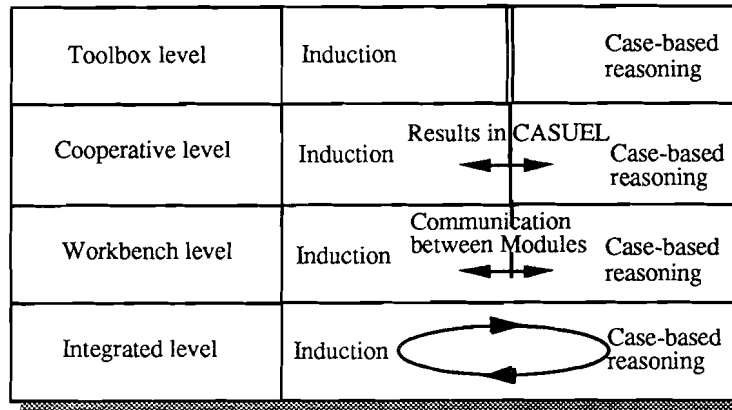 Toolbox level
Induction
Case-based
reasoning
Cooperative level
Induction
Results in CASUEL
Case-based
reasoning
Workbench level
Induction
Communication
between Modules
Case-based
reasoning
Integrated level
Induction
Case-based
reasoning